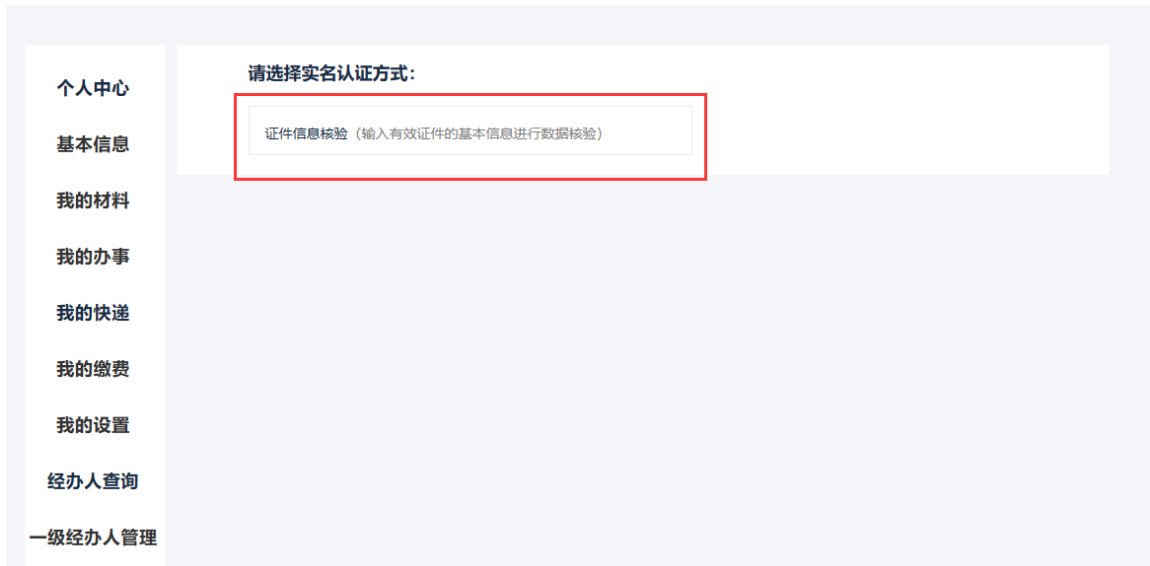 请选择实名认证方式：
证件信息核验（输入有效证件的基本信息进行数据核验）
个人中心
基本信息
我的材料
我的办事
我的快递
我的缴费
我的设置
经办人查询
一级经办人管理